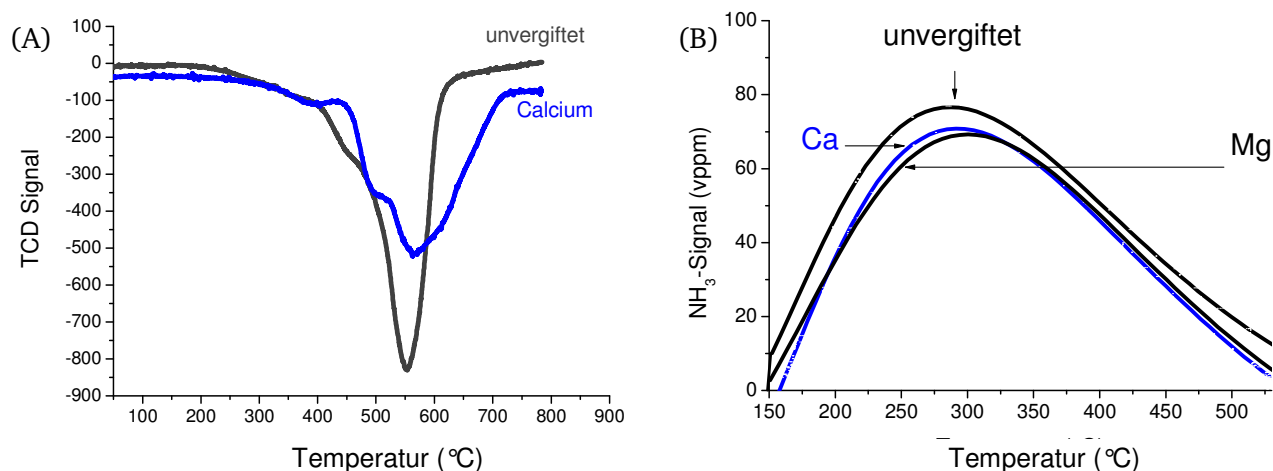 (A)
100
0
-100
-200
-300
-400
-500
-600
-700
-800
-900
TCD Signal
unvergiftet
Calcium
100 200 300 400 500 600 700 800 900
Temperatur (°C)
(B)
100
80
60
40
20
0
NH₃-Signal (vppm)
unvergiftet
Ca
Mg
150 200 250 300 350 400 450 500
Temperatur (°C)